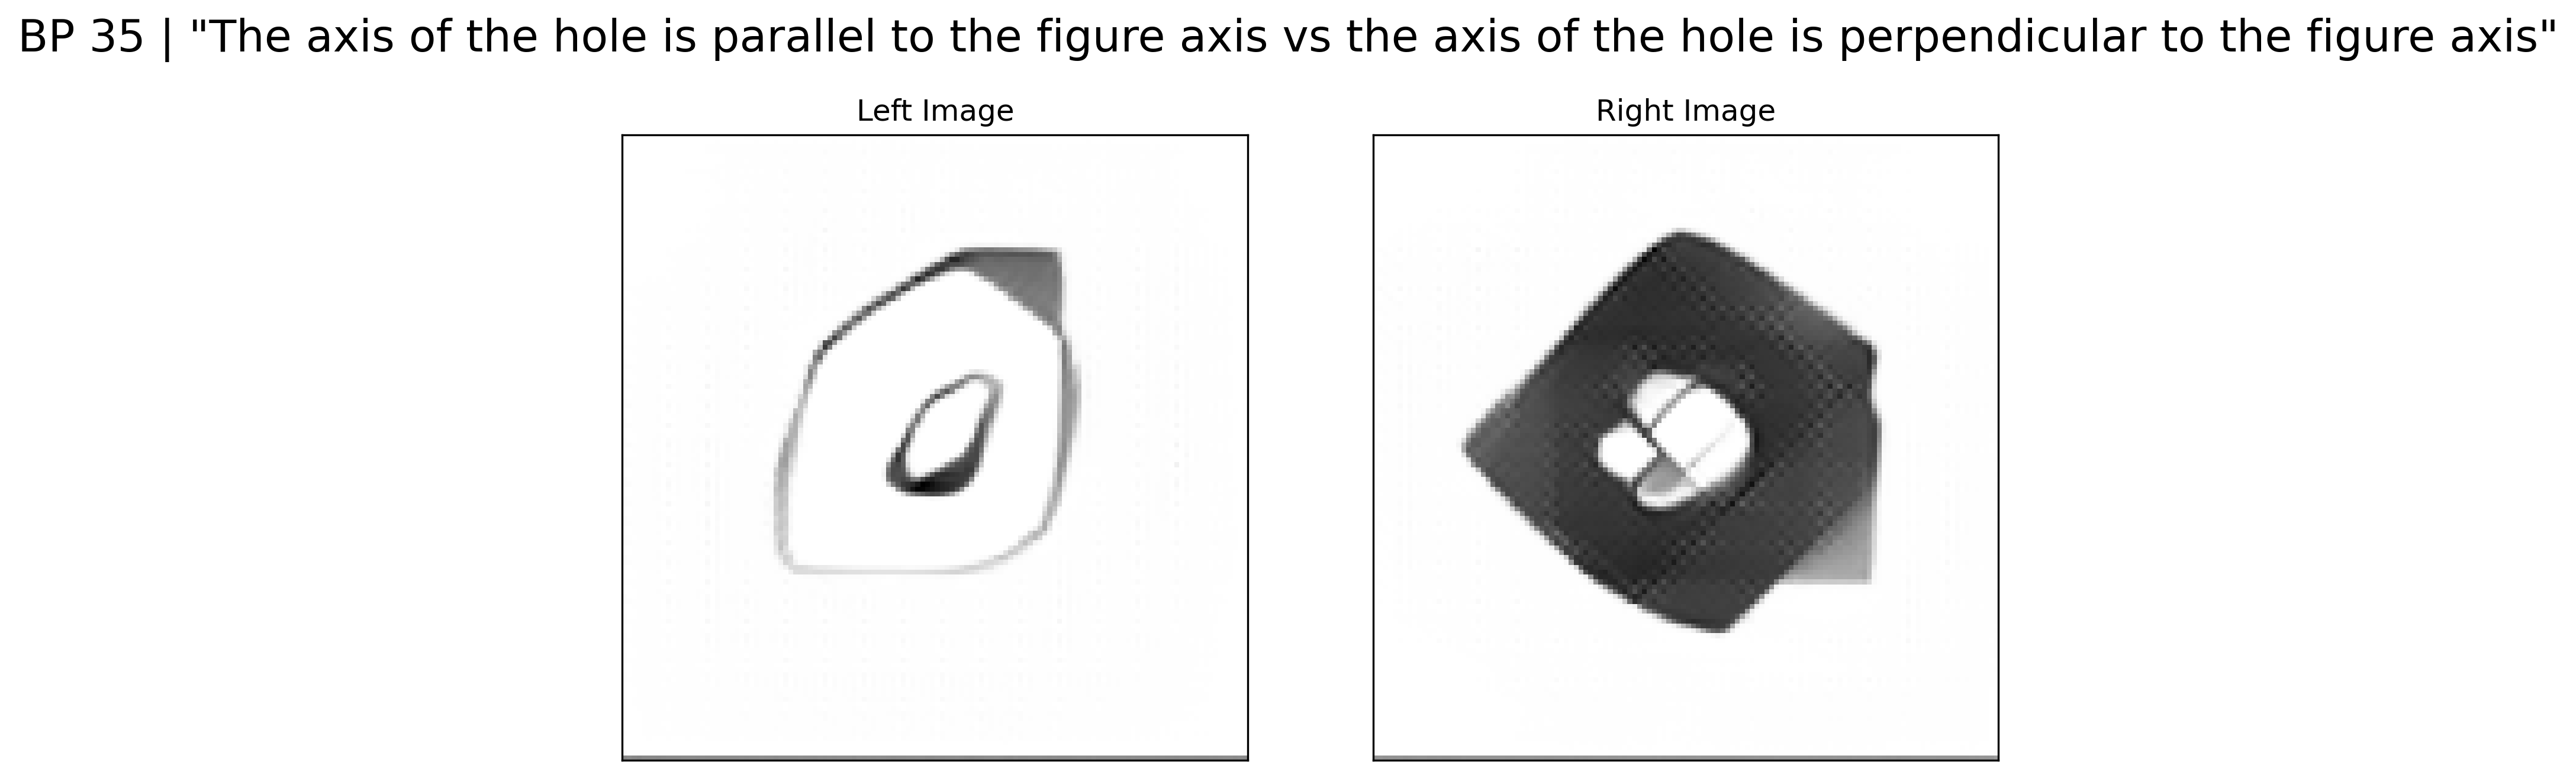 BP 35 | "The axis of the hole is parallel to the figure axis vs the axis of the hole is perpendicular to the figure axis"
Left Image
Right Image